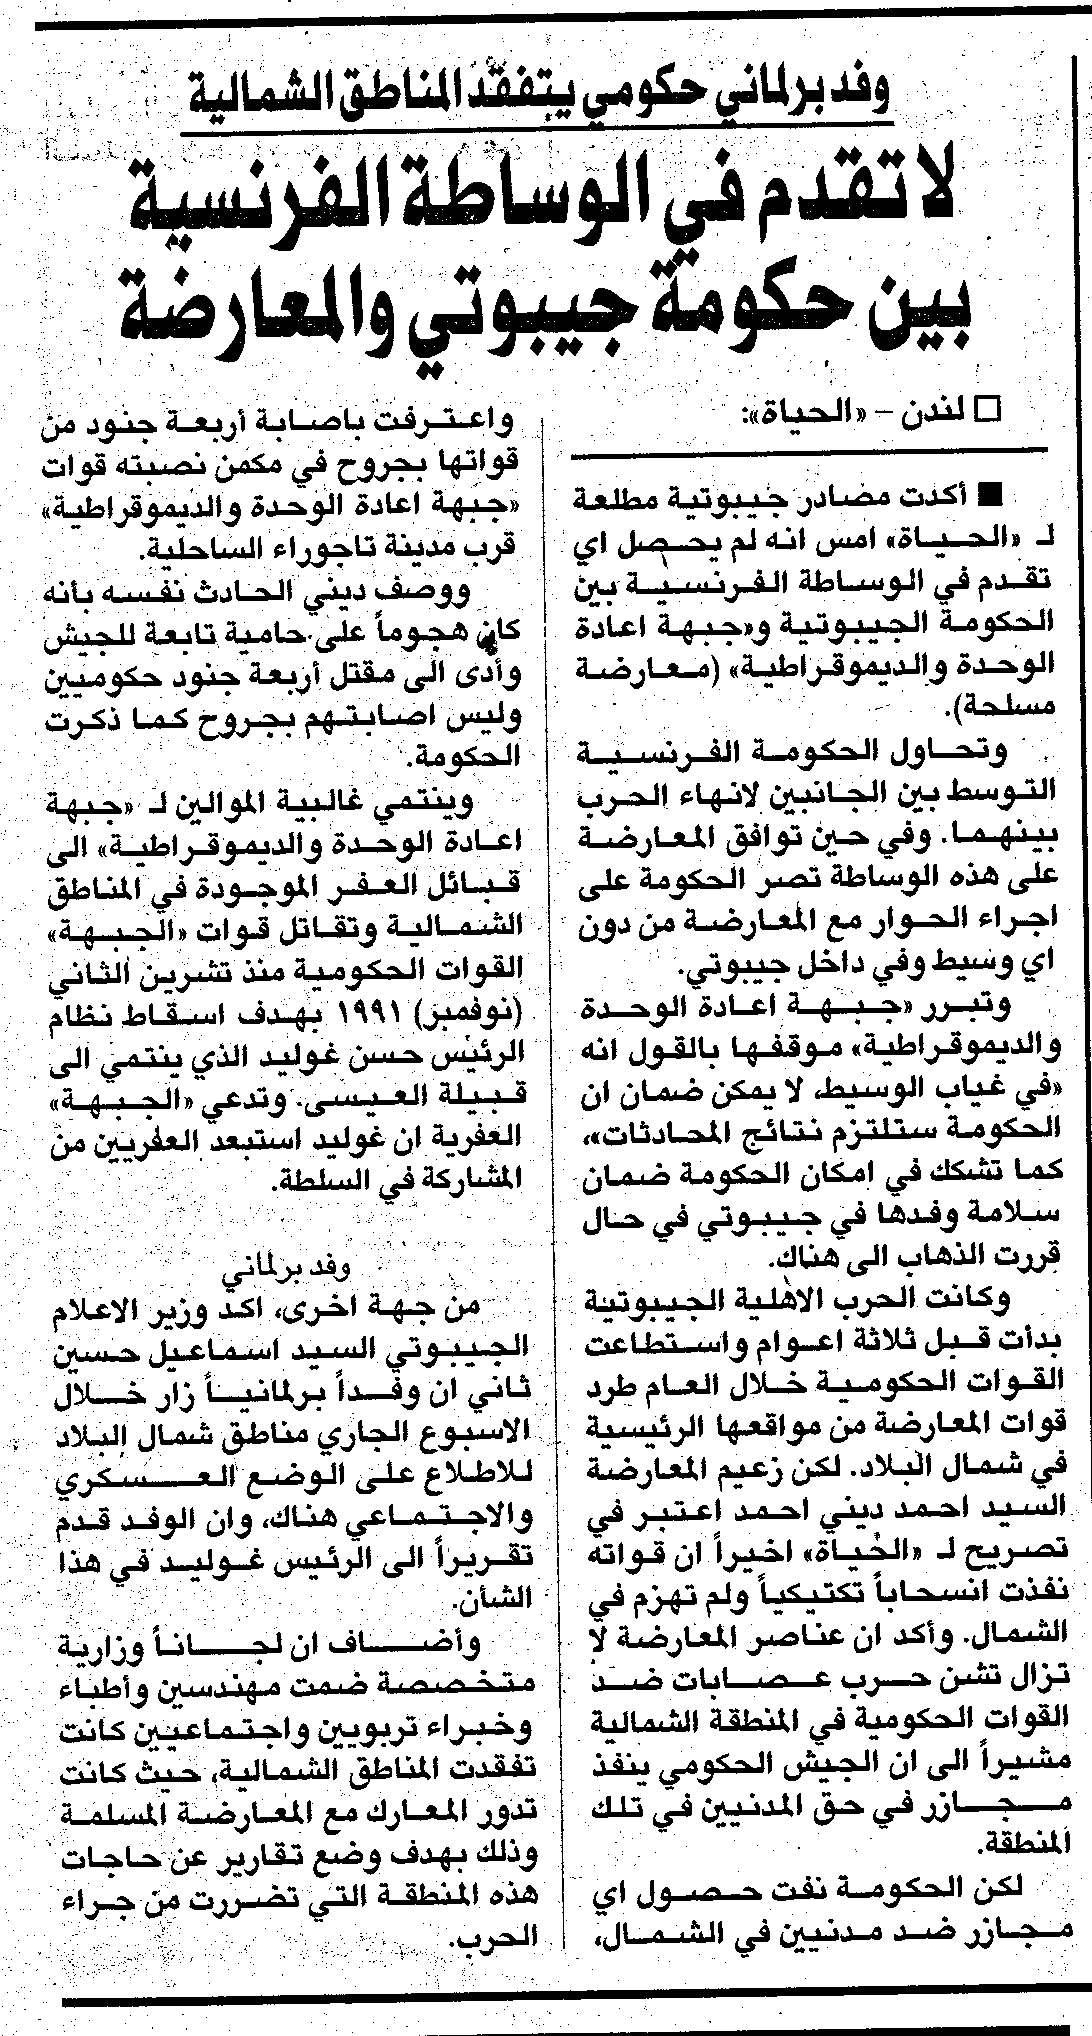 وفد برلماني حكومي يتفقد المناطق الشمالية
لا تقدم في الوساطة الفرنسية
بين حكومة جيبوتي والمعارضة
□ لندن – «الحياة»:
■ أكدت مصادر جيبوتية مطلعة
لـ «الحياة» امس انه لم يحصل اي
تقدم في الوساطة الفرنسية بين
الحكومة الجيبوتية و«جبهة اعادة
الوحدة والديموقراطية» (معارضة
مسلحة).
وتحاول الحكومة الفرنسية
التوسط بين الجانبين لانهاء الحرب
بينهما. وفي حين توافق المعارضة
على هذه الوساطة تصر الحكومة على
اجراء الحوار مع المعارضة من دون
اي وسيط وفي داخل جيبوتي.
وتبرر «جبهة اعادة الوحدة
والديموقراطية» موقفها بالقول انه
«في غياب الوسيط، لا يمكن ضمان ان
الحكومة ستلتزم نتائج المحادثات»،
كما تشكك في امكان الحكومة ضمان
سلامة وفدها في جيبوتي في حال
قررت الذهاب الى هناك.
وكانت الحرب الاهلية الجيبوتية
بدأت قبل ثلاثة اعوام واستطاعت
القوات الحكومية خلال العام طرد
قوات المعارضة من مواقعها الرئيسية
في شمال البلاد. لكن زعيم المعارضة
السيد احمد ديني احمد اعتبر في
تصريح لـ «الحياة» اخيراً ان قواته
نفذت انسحاباً تكتيكياً ولم تهزم في
الشمال. وأكد ان عناصر المعارضة لا
تزال تشن حرب عصابات ضد
القوات الحكومية في المنطقة الشمالية
مشيراً الى ان الجيش الحكومي ينفذ
مجازر في حق المدنيين في تلك
المنطقة.
لكن الحكومة نفت حصول اي
مجازر ضد مدنيين في الشمال،
واعترفت باصابة أربعة جنود من
قواتها بجروح في مكمن نصبته قوات
«جبهة اعادة الوحدة والديموقراطية»
قرب مدينة تاجوراء الساحلية.
ووصف ديني الحادث نفسه بأنه
كان هجوماً على حامية تابعة للجيش
وأدى الى مقتل أربعة جنود حكوميين
وليس اصابتهم بجروح كما ذكرت
الحكومة.
وينتمي غالبية الموالين لـ «جبهة
اعادة الوحدة والديموقراطية» الى
قبائل العفر الموجودة في المناطق
الشمالية وتقاتل قوات «الجبهة»
القوات الحكومية منذ تشرين الثاني
(نوفمبر) ١٩٩١ بهدف اسقاط نظام
الرئيس حسن غوليد الذي ينتمي الى
قبيلة العيسى. وتدعي «الجبهة»
العفرية ان غوليد استبعد العفريين من
المشاركة في السلطة.
وفد برلماني
من جهة اخرى، اكد وزير الاعلام
الجيبوتي السيد اسماعيل حسين
ثاني ان وفداً برلمانياً زار خلال
الاسبوع الجاري مناطق شمال البلاد
للاطلاع على الوضع العسكري
والاجتماعي هناك، وان الوفد قدم
تقريراً الى الرئيس غوليد في هذا
الشأن.
وأضاف ان لجاناً وزارية
متخصصة ضمت مهندسين وأطباء
وخبراء تربويين واجتماعيين كانت
تفقدت المناطق الشمالية، حيث كانت
تدور المعارك مع المعارضة المسلمة
وذلك بهدف وضع تقارير عن حاجات
هذه المنطقة التي تضررت من جراء
الحرب.